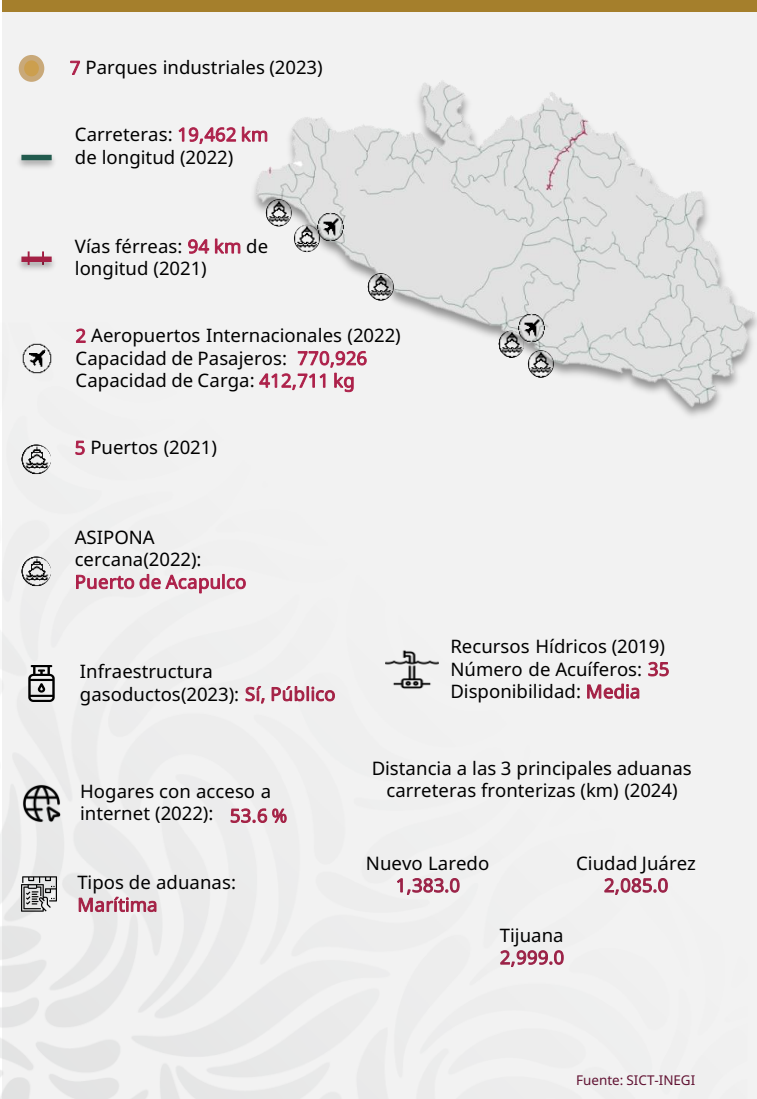 7 Parques industriales (2023)
Carreteras: 19,462 km
de longitud (2022)
Vías férreas: 94 km de
longitud (2021)
2 Aeropuertos Internacionales (2022)
Capacidad de Pasajeros: 770,926
Capacidad de Carga: 412,711 kg
5 Puertos (2021)
ASIPONA
cercana(2022):
Puerto de Acapulco
Infraestructura
gasoductos(2023): Sí, Público
Recursos Hídricos (2019)
Número de Acuíferos: 35
Disponibilidad: Media
Hogares con acceso a
internet (2022): 53.6 %
Tipos de aduanas:
Marítima
Distancia a las 3 principales aduanas
carreteras fronterizas (km) (2024)
Nuevo Laredo
1,383.0
Ciudad Juárez
2,085.0
Tijuana
2,999.0
Fuente: SICT-INEGI